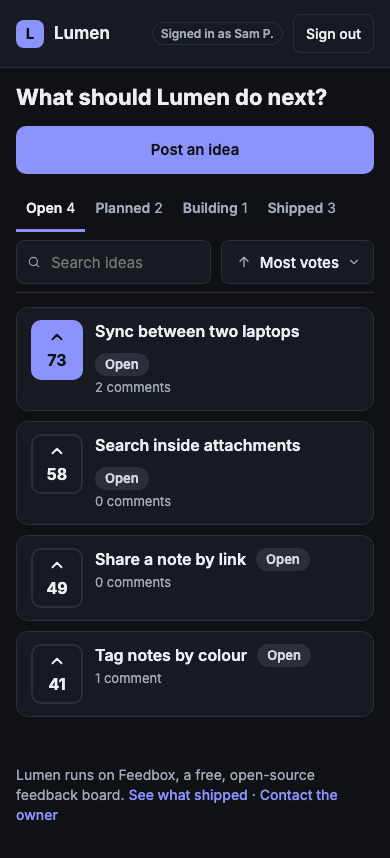 L Lumen Signed in as Sam P. Sign out
What should Lumen do next?
Post an idea
Open 4 Planned 2 Building 1 Shipped 3
Search ideas Most votes
73 Sync between two laptops
Open
2 comments
58 Search inside attachments
Open
0 comments
49 Share a note by link Open
0 comments
41 Tag notes by colour Open
1 comment
Lumen runs on Feedbox, a free, open-source
feedback board. See what shipped · Contact the
owner